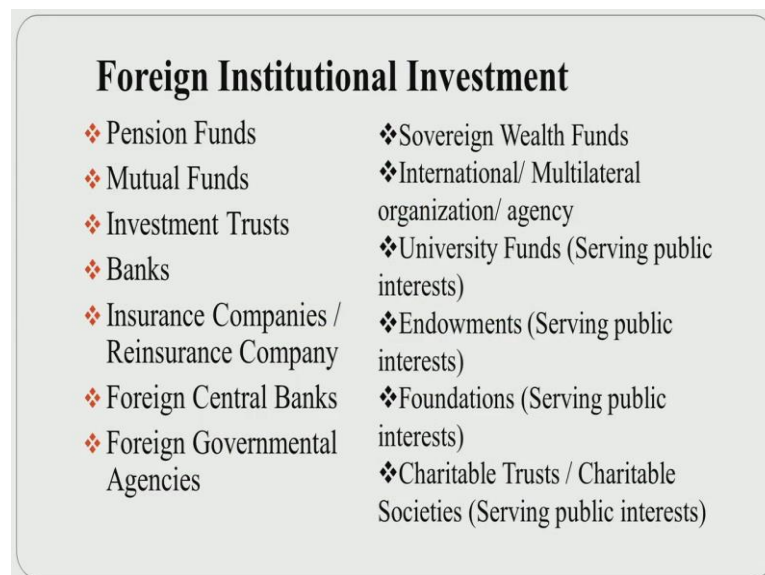 Foreign Institutional Investment
❖ Pension Funds
❖ Mutual Funds
❖ Investment Trusts
❖ Banks
❖ Insurance Companies /
Reinsurance Company
❖ Foreign Central Banks
❖ Foreign Governmental
Agencies
❖Sovereign Wealth Funds
❖International/ Multilateral
organization/ agency
❖University Funds (Serving public
interests)
❖Endowments (Serving public
interests)
❖Foundations (Serving public
interests)
❖Charitable Trusts / Charitable
Societies (Serving public interests)